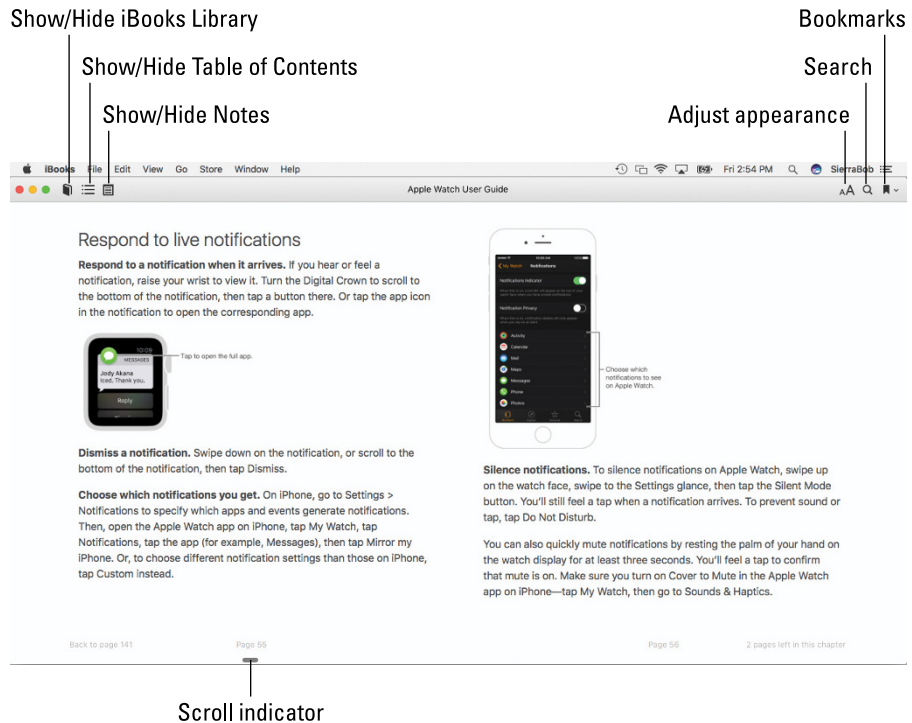 Show/Hide iBooks Library
Bookmarks
Show/Hide Table of Contents
Search
Show/Hide Notes
Adjust appearance
iBooks File Edit View Go Store Window Help
Fri 2:54 PM SierraBob
Apple Watch User Guide
AA
Respond to live notifications
Respond to a notification when it arrives. If you hear or feel a
notification, raise your wrist to view it. Turn the Digital Crown to scroll to
the bottom of the notification, then tap a button there. Or tap the app icon
in the notification to open the corresponding app.
10:09
MESSAGES
Jody Akana
Iced. Thank you.
Reply
Tap to open the full app.
Dismiss a notification. Swipe down on the notification, or scroll to the
bottom of the notification, then tap Dismiss.
Choose which notifications you get. On iPhone, go to Settings >
Notifications to specify which apps and events generate notifications.
Then, open the Apple Watch app on iPhone, tap My Watch, tap
Notifications, tap the app (for example, Messages), then tap Mirror my
iPhone. Or, to choose different notification settings than those on iPhone,
tap Custom instead.
Back to page 141
Page 55
My Watch Notifications
Notifications Indicator
Notification Privacy
Activity
Calendar
Mail
Maps
Messages
Phone
Photos
Choose which
notifications to see
on Apple Watch.
Silence notifications. To silence notifications on Apple Watch, swipe up
on the watch face, swipe to the Settings glance, then tap the Silent Mode
button. You'll still feel a tap when a notification arrives. To prevent sound or
tap, tap Do Not Disturb.
You can also quickly mute notifications by resting the palm of your hand on
the watch display for at least three seconds. You'll feel a tap to confirm
that mute is on. Make sure you turn on Cover to Mute in the Apple Watch
app on iPhone—tap My Watch, then go to Sounds & Haptics.
Page 56
2 pages left in this chapter
Scroll indicator